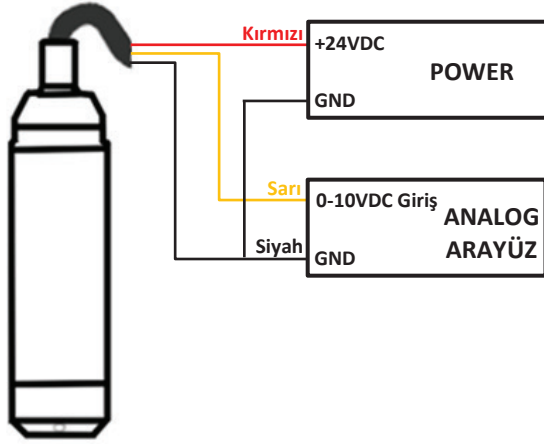 Kırmızı
+24VDC
POWER
GND
Sarı
0-10VDC Giriş
ANALOG
ARAYÜZ
Siyah
GND